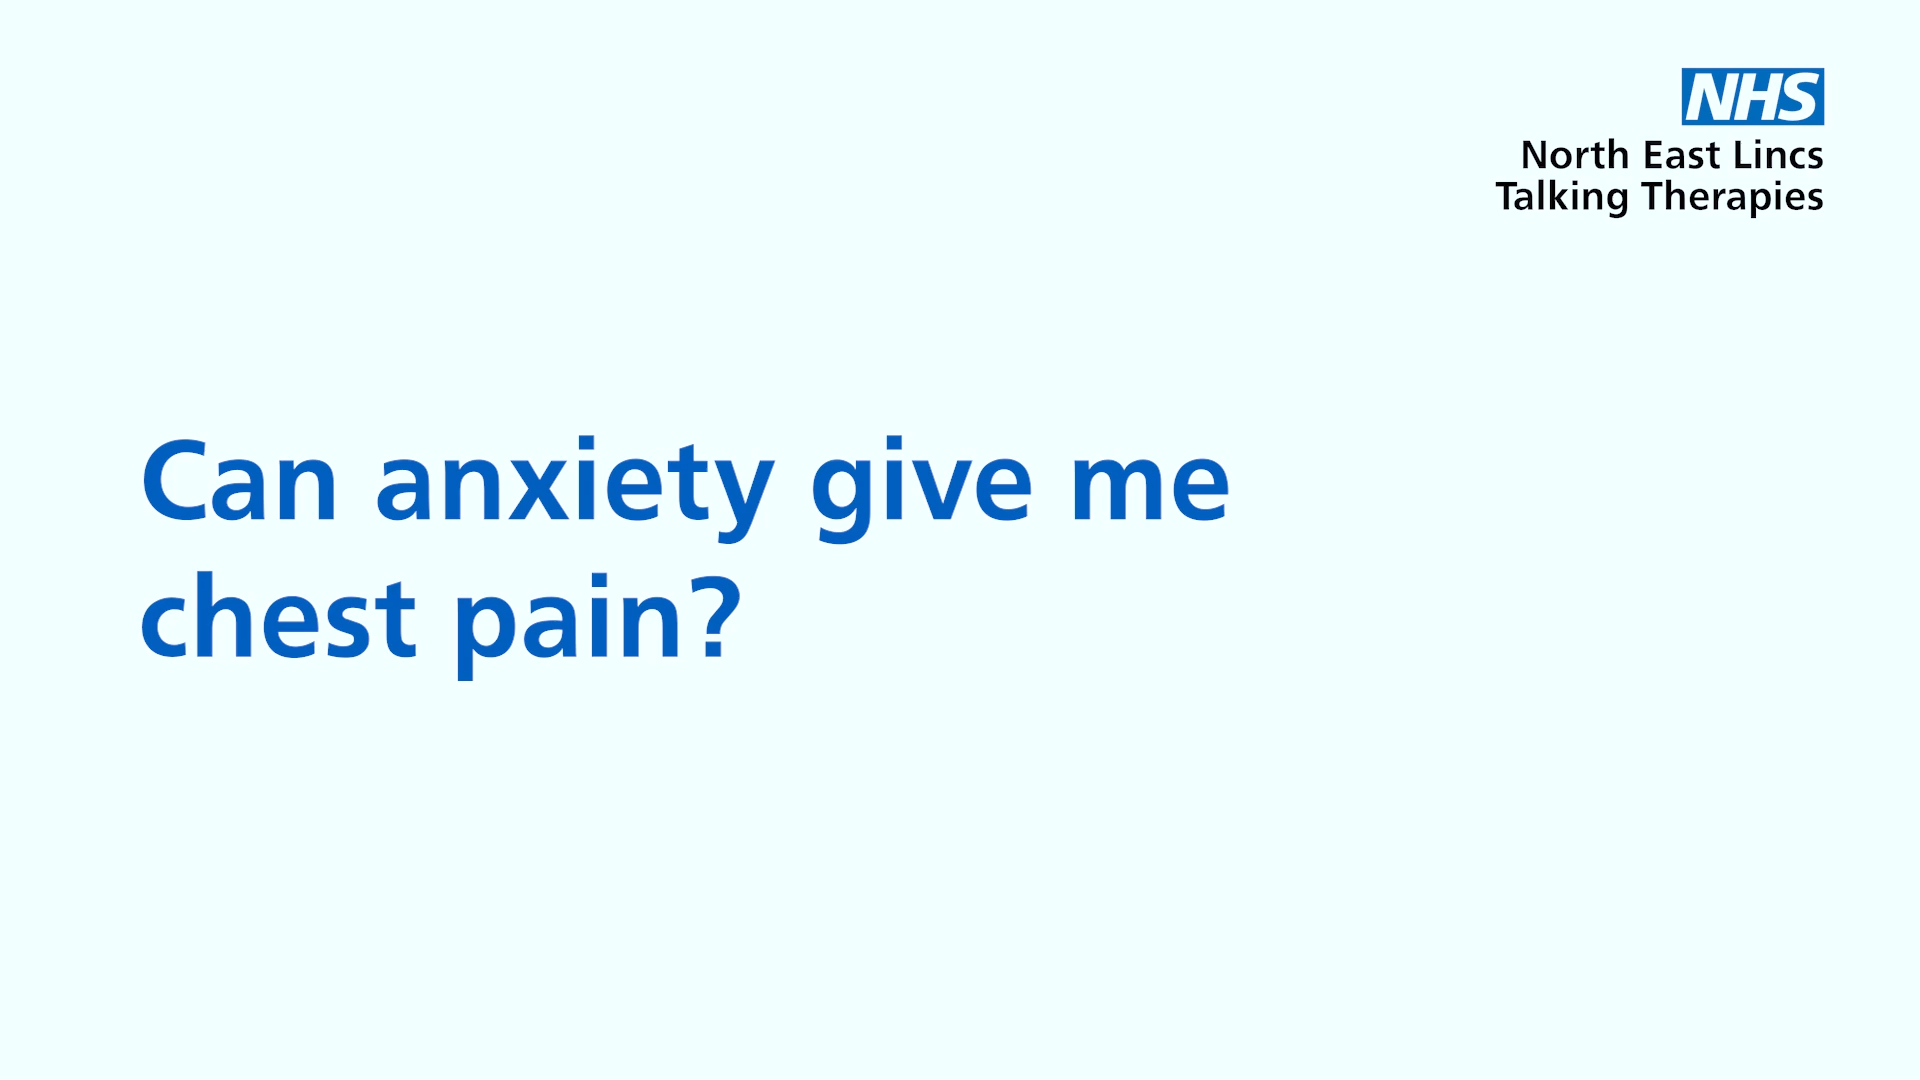 NHS
North East Lincs
Talking Therapies
Can anxiety give me
chest pain?